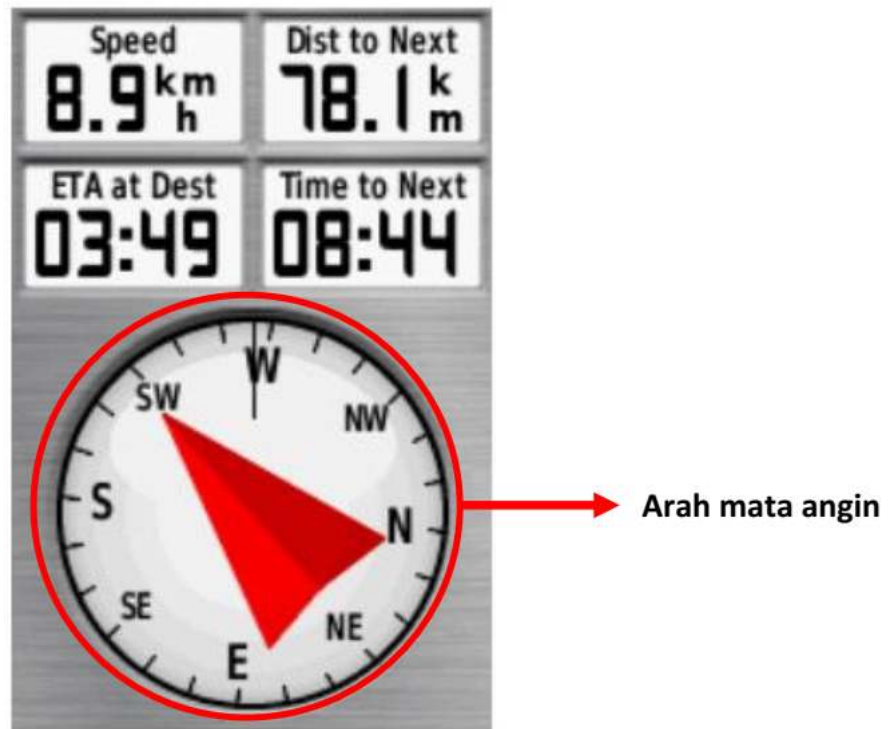 Speed
8.9 km h
Dist to Next
78.1 km
ETA at Dest
03:49
Time to Next
08:44
W
SW
NW
S
N
SE
NE
E
Arah mata angin